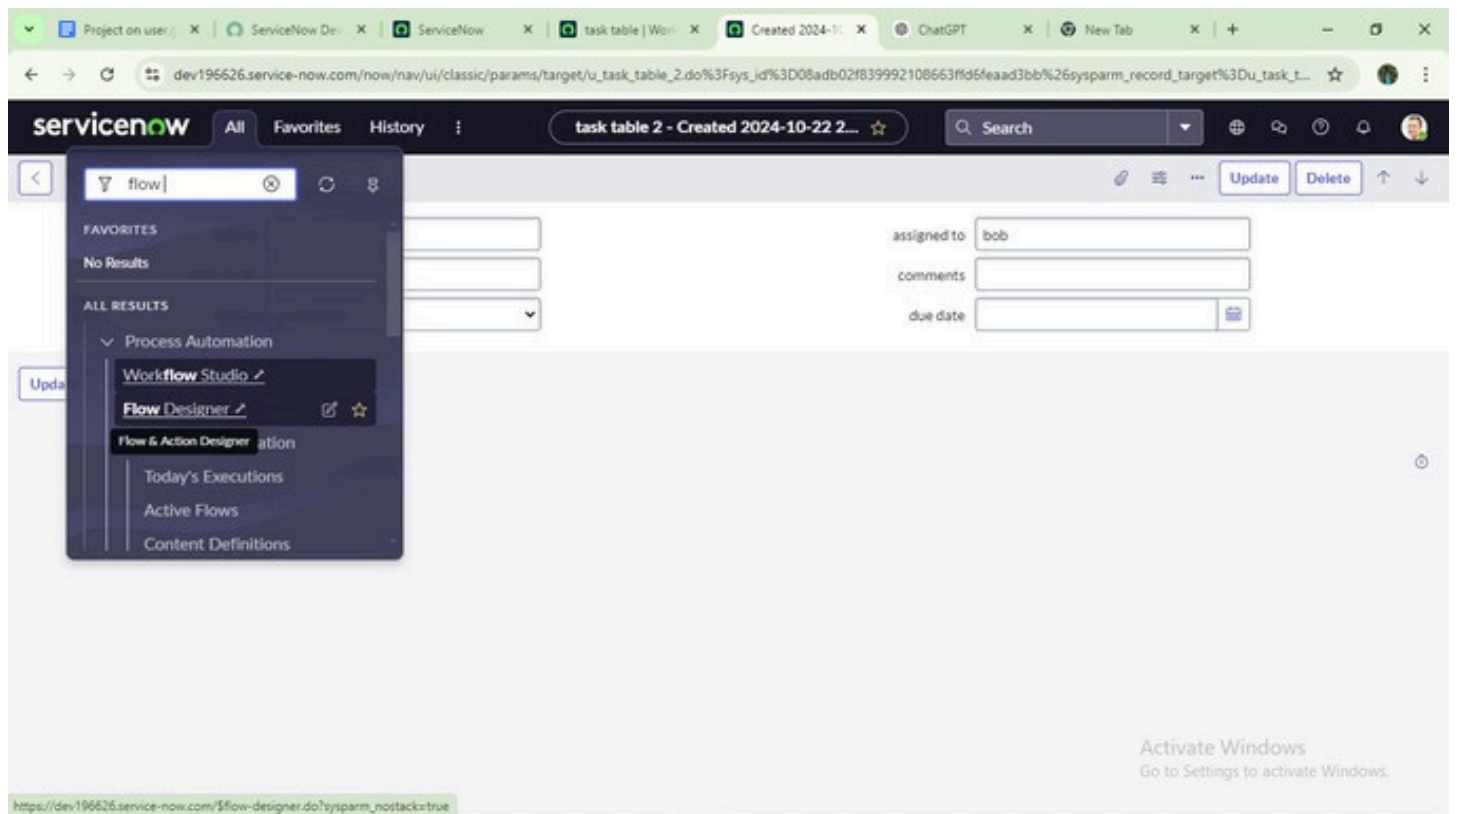 Project on user
ServiceNow Dev
ServiceNow
task table | Wor
Created 2024-1
ChatGPT
New Tab
dev196626.service-now.com/now/nav/ui/classic/params/target/u_task_table_2.do%3Fsys_id%3D08adb02f839992108663ffd6feaad3bb%26sysparm_record_target%3Du_task_t...
servicenow
All
Favorites
History
task table 2 - Created 2024-10-22 2...
Search
flow
Update
Delete
FAVORITES
No Results
ALL RESULTS
Process Automation
Workflow Studio
Flow Designer
Flow & Action Designer
ation
Today's Executions
Active Flows
Content Definitions
assigned to
bob
comments
due date
Upda
Activate Windows
Go to Settings to activate Windows.
https://dev196626.service-now.com/$flow-designer.do?sysparm_nostack=true